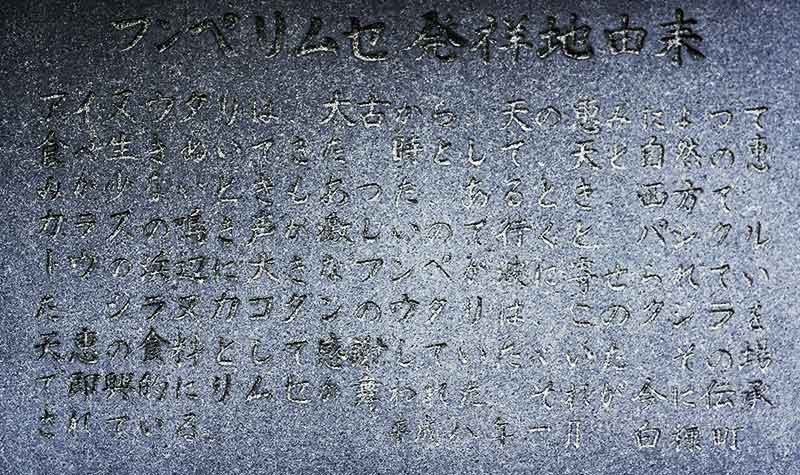 フンペリムセ 発祥地由来
アイヌウタリは 大古から、天の恵みによつて
食べ生きぬいてきた 時として天と自然の恵
みが少ないときもあつた あるとき 西方で
カラスの鳴き声が激しいので行くと パシクル
トウの浜辺に大きなフンペが波に寄せられてい
た シラヌカコタンのウタリは、このフンペを
天恵の食料として感謝していたゞいた、その場
で即興的にリムセが舞われた。それが今に伝承
されている。 平成八年一月 白糠町